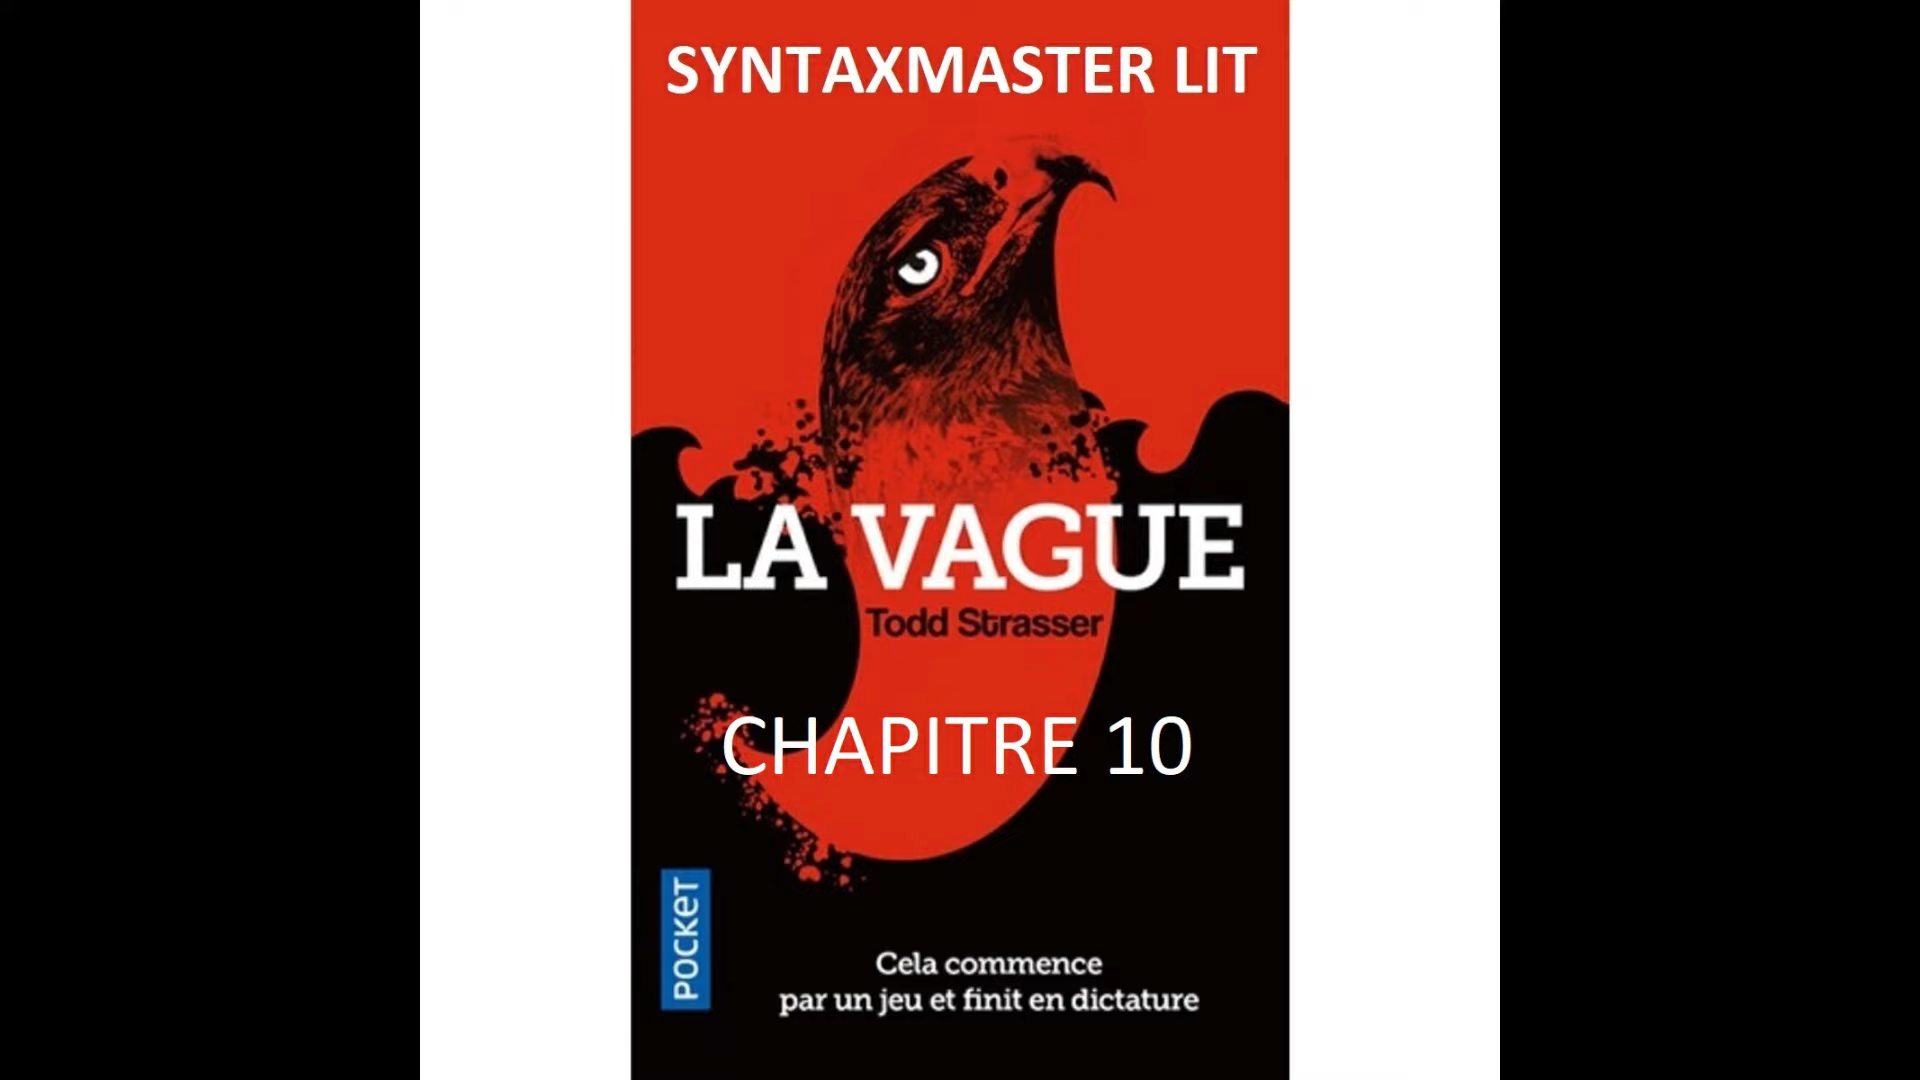 SYNTAXMASTER LIT
LA VAGUE
Todd Strasser
CHAPITRE 10
POCKET
Cela commence
par un jeu et finit en dictature